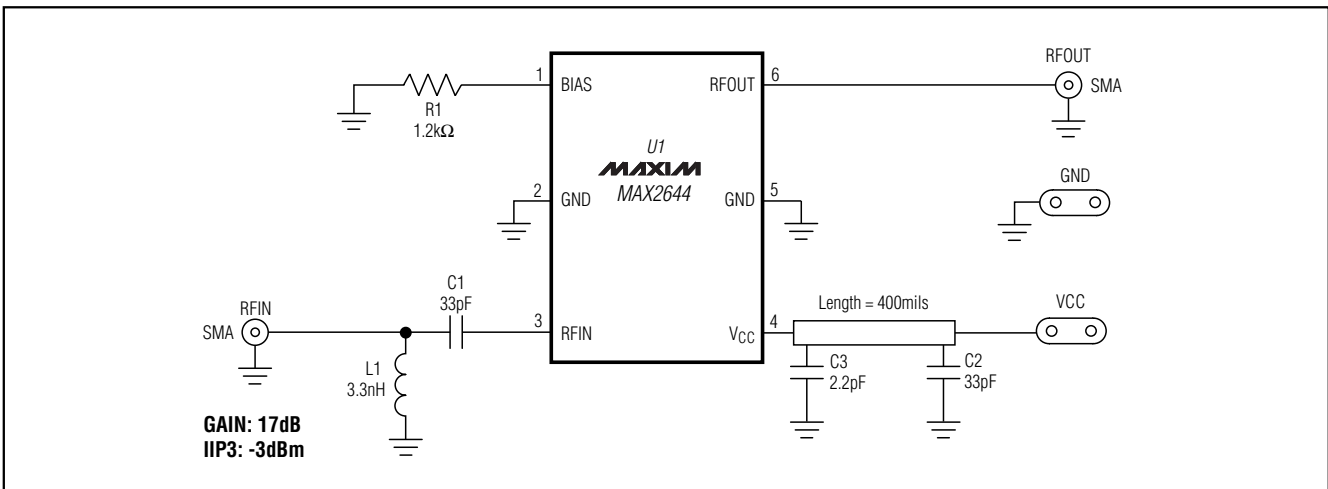 1
BIAS
R1
1.2kΩ
RFOUT
6
RFOUT
SMA
U1
MAXIM
MAX2644
2
GND
GND
5
GND
C1
33pF
RFIN
SMA
3
RFIN
L1
3.3nH
VCC
4
Length = 400mils
VCC
C3
2.2pF
C2
33pF
GAIN: 17dB
IIP3: -3dBm